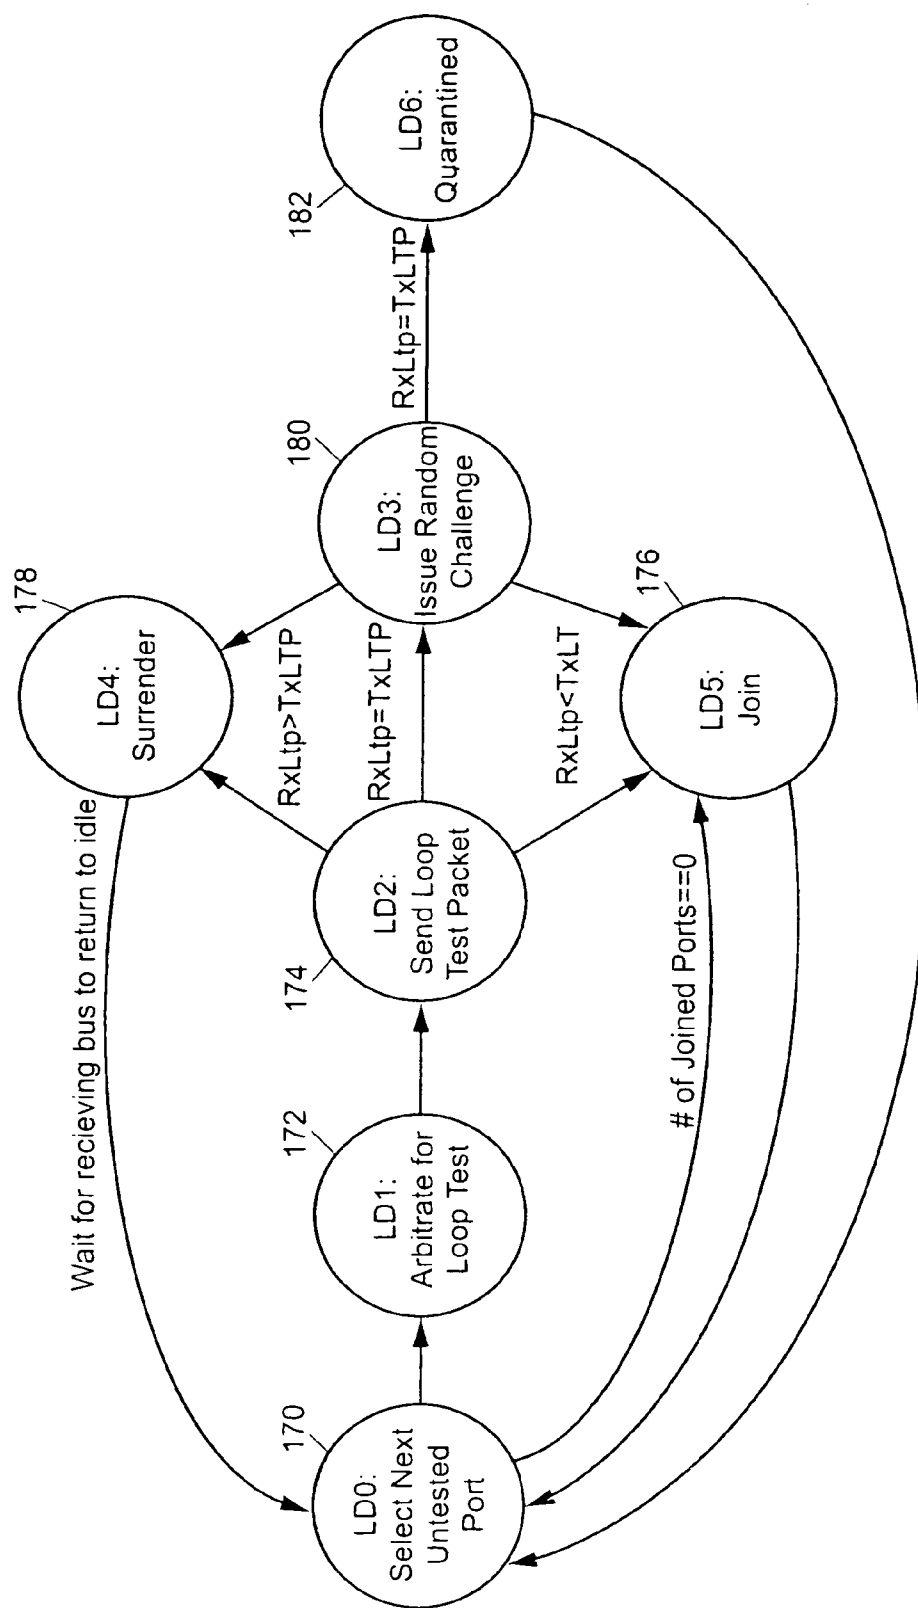 Wait for recieving bus to return to idle
178
LD4:
Surrender
RxLtp>TxLTP
170
LD0:
Select Next
Untested
Port
172
LD1:
Arbitrate for
Loop Test
174
LD2:
Send Loop
Test Packet
RxLtp=TxLTP
180
LD3:
Issue Random
Challenge
RxLtp=TxLTP
182
LD6:
Quarantined
RxLtp<TxLT
176
LD5:
Join
# of Joined Ports==0